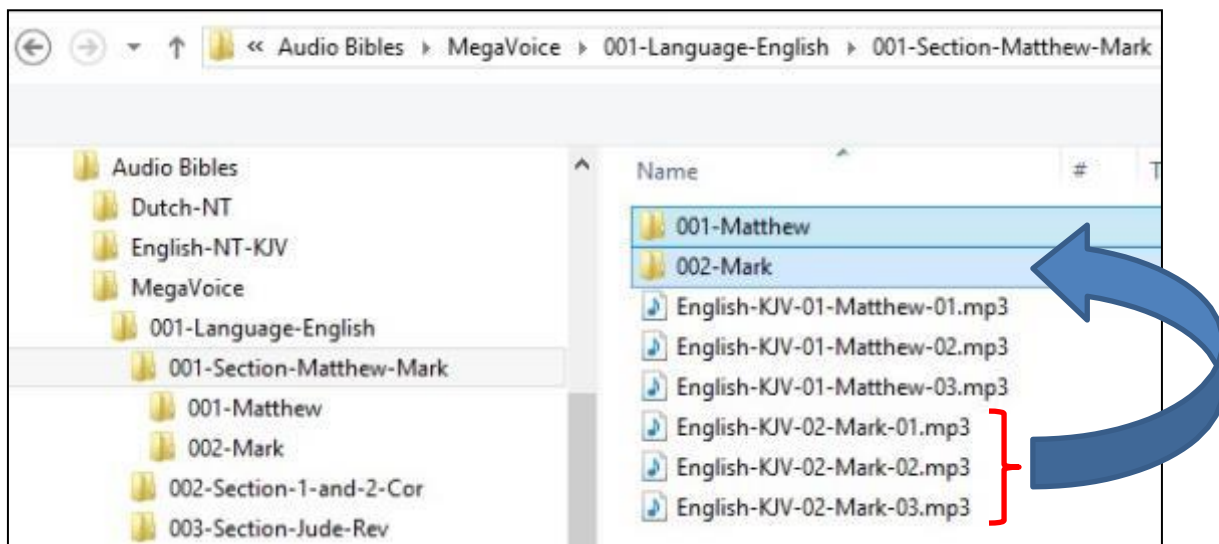 « Audio Bibles ▸ MegaVoice ▸ 001-Language-English ▸ 001-Section-Matthew-Mark
Audio Bibles
Dutch-NT
English-NT-KJV
MegaVoice
001-Language-English
001-Section-Matthew-Mark
001-Matthew
002-Mark
002-Section-1-and-2-Cor
003-Section-Jude-Rev
Name # T
001-Matthew
002-Mark
English-KJV-01-Matthew-01.mp3
English-KJV-01-Matthew-02.mp3
English-KJV-01-Matthew-03.mp3
English-KJV-02-Mark-01.mp3
English-KJV-02-Mark-02.mp3
English-KJV-02-Mark-03.mp3